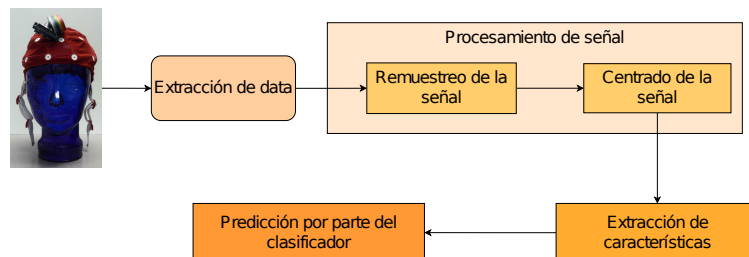 Procesamiento de señal
Extracción de data
Remuestreo de la
señal
Centrado de la
señal
Predicción por parte del
clasificador
Extracción de
características